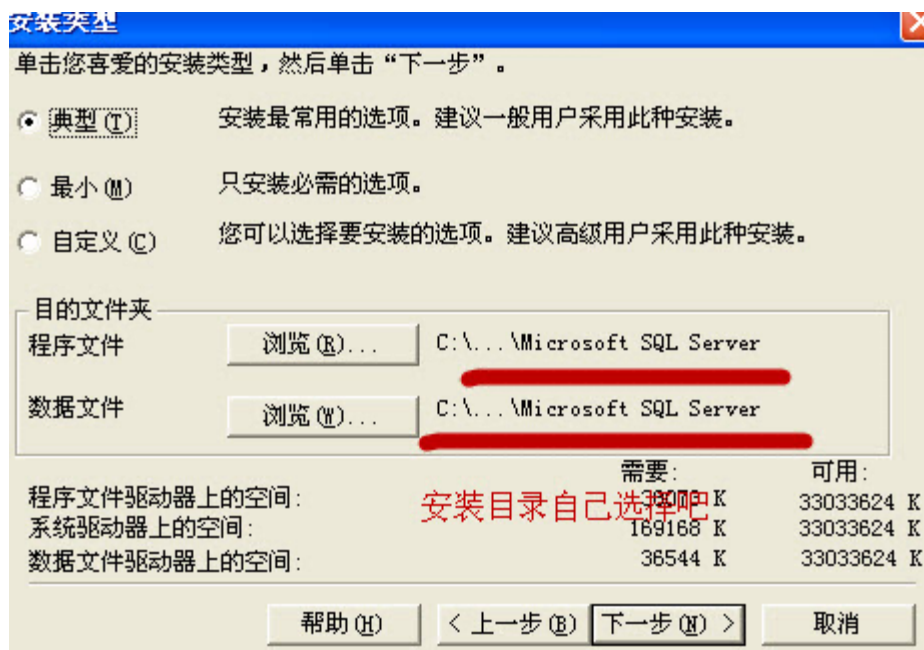 安装类型
单击您喜爱的安装类型，然后单击“下一步”。
典型(T) 安装最常用的选项。建议一般用户采用此种安装。
最小(M) 只安装必需的选项。
自定义(C) 您可以选择要安装的选项。建议高级用户采用此种安装。
目的文件夹
程序文件 浏览(R)... C:\...\Microsoft SQL Server
数据文件 浏览(W)... C:\...\Microsoft SQL Server
需要: 可用:
程序文件驱动器上的空间: K 33033624 K
安装目录自己选择吧
系统驱动器上的空间: 169168 K 33033624 K
数据文件驱动器上的空间: 36544 K 33033624 K
帮助(H) < 上一步(B) 下一步(N) > 取消